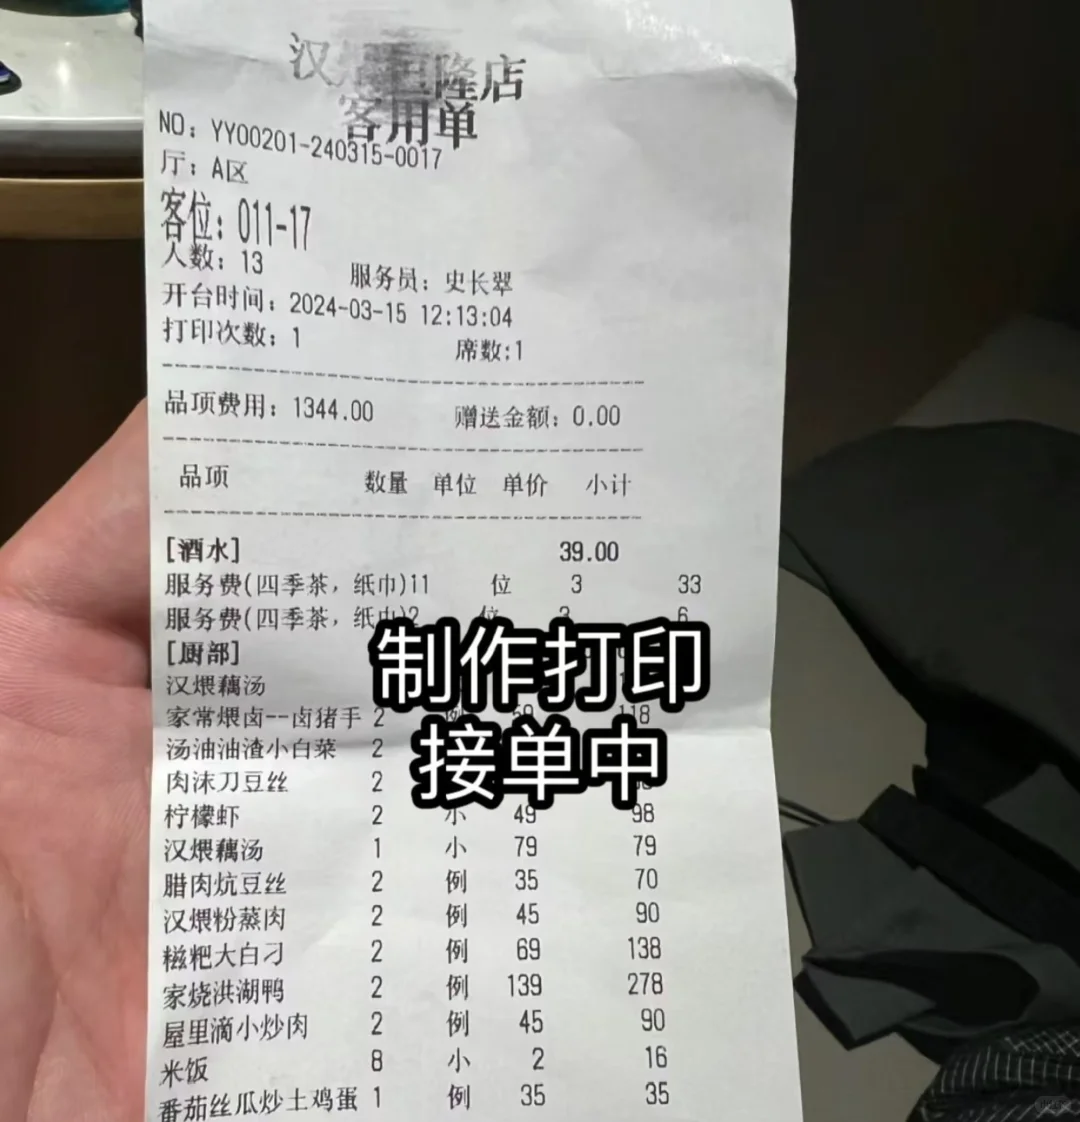 汉 隆店
客用单
NO: YY00201-240315-0017
厅: A区
客位: 011-17
人数: 13 服务员: 史长翠
开台时间: 2024-03-15 12:13:04
打印次数: 1 席数:1
品项费用: 1344.00 赠送金额: 0.00
品项 数量 单位 单价 小计
[酒水] 39.00
服务费(四季茶,纸巾)11 位 3 33
服务费(四季茶,纸巾)2 位 3 6
[厨部]
制作打印
接单中
汉煨藕汤
家常煨卤--卤猪手 2 例 59 118
汤油油渣小白菜 2
肉沫刀豆丝 2
柠檬虾 2 小 49 98
汉煨藕汤 1 小 79 79
腊肉炕豆丝 2 例 35 70
汉煨粉蒸肉 2 例 45 90
糍粑大白刁 2 例 69 138
家烧洪湖鸭 2 例 139 278
屋里滴小炒肉 2 例 45 90
米饭 8 小 2 16
番茄丝瓜炒土鸡蛋 1 例 35 35